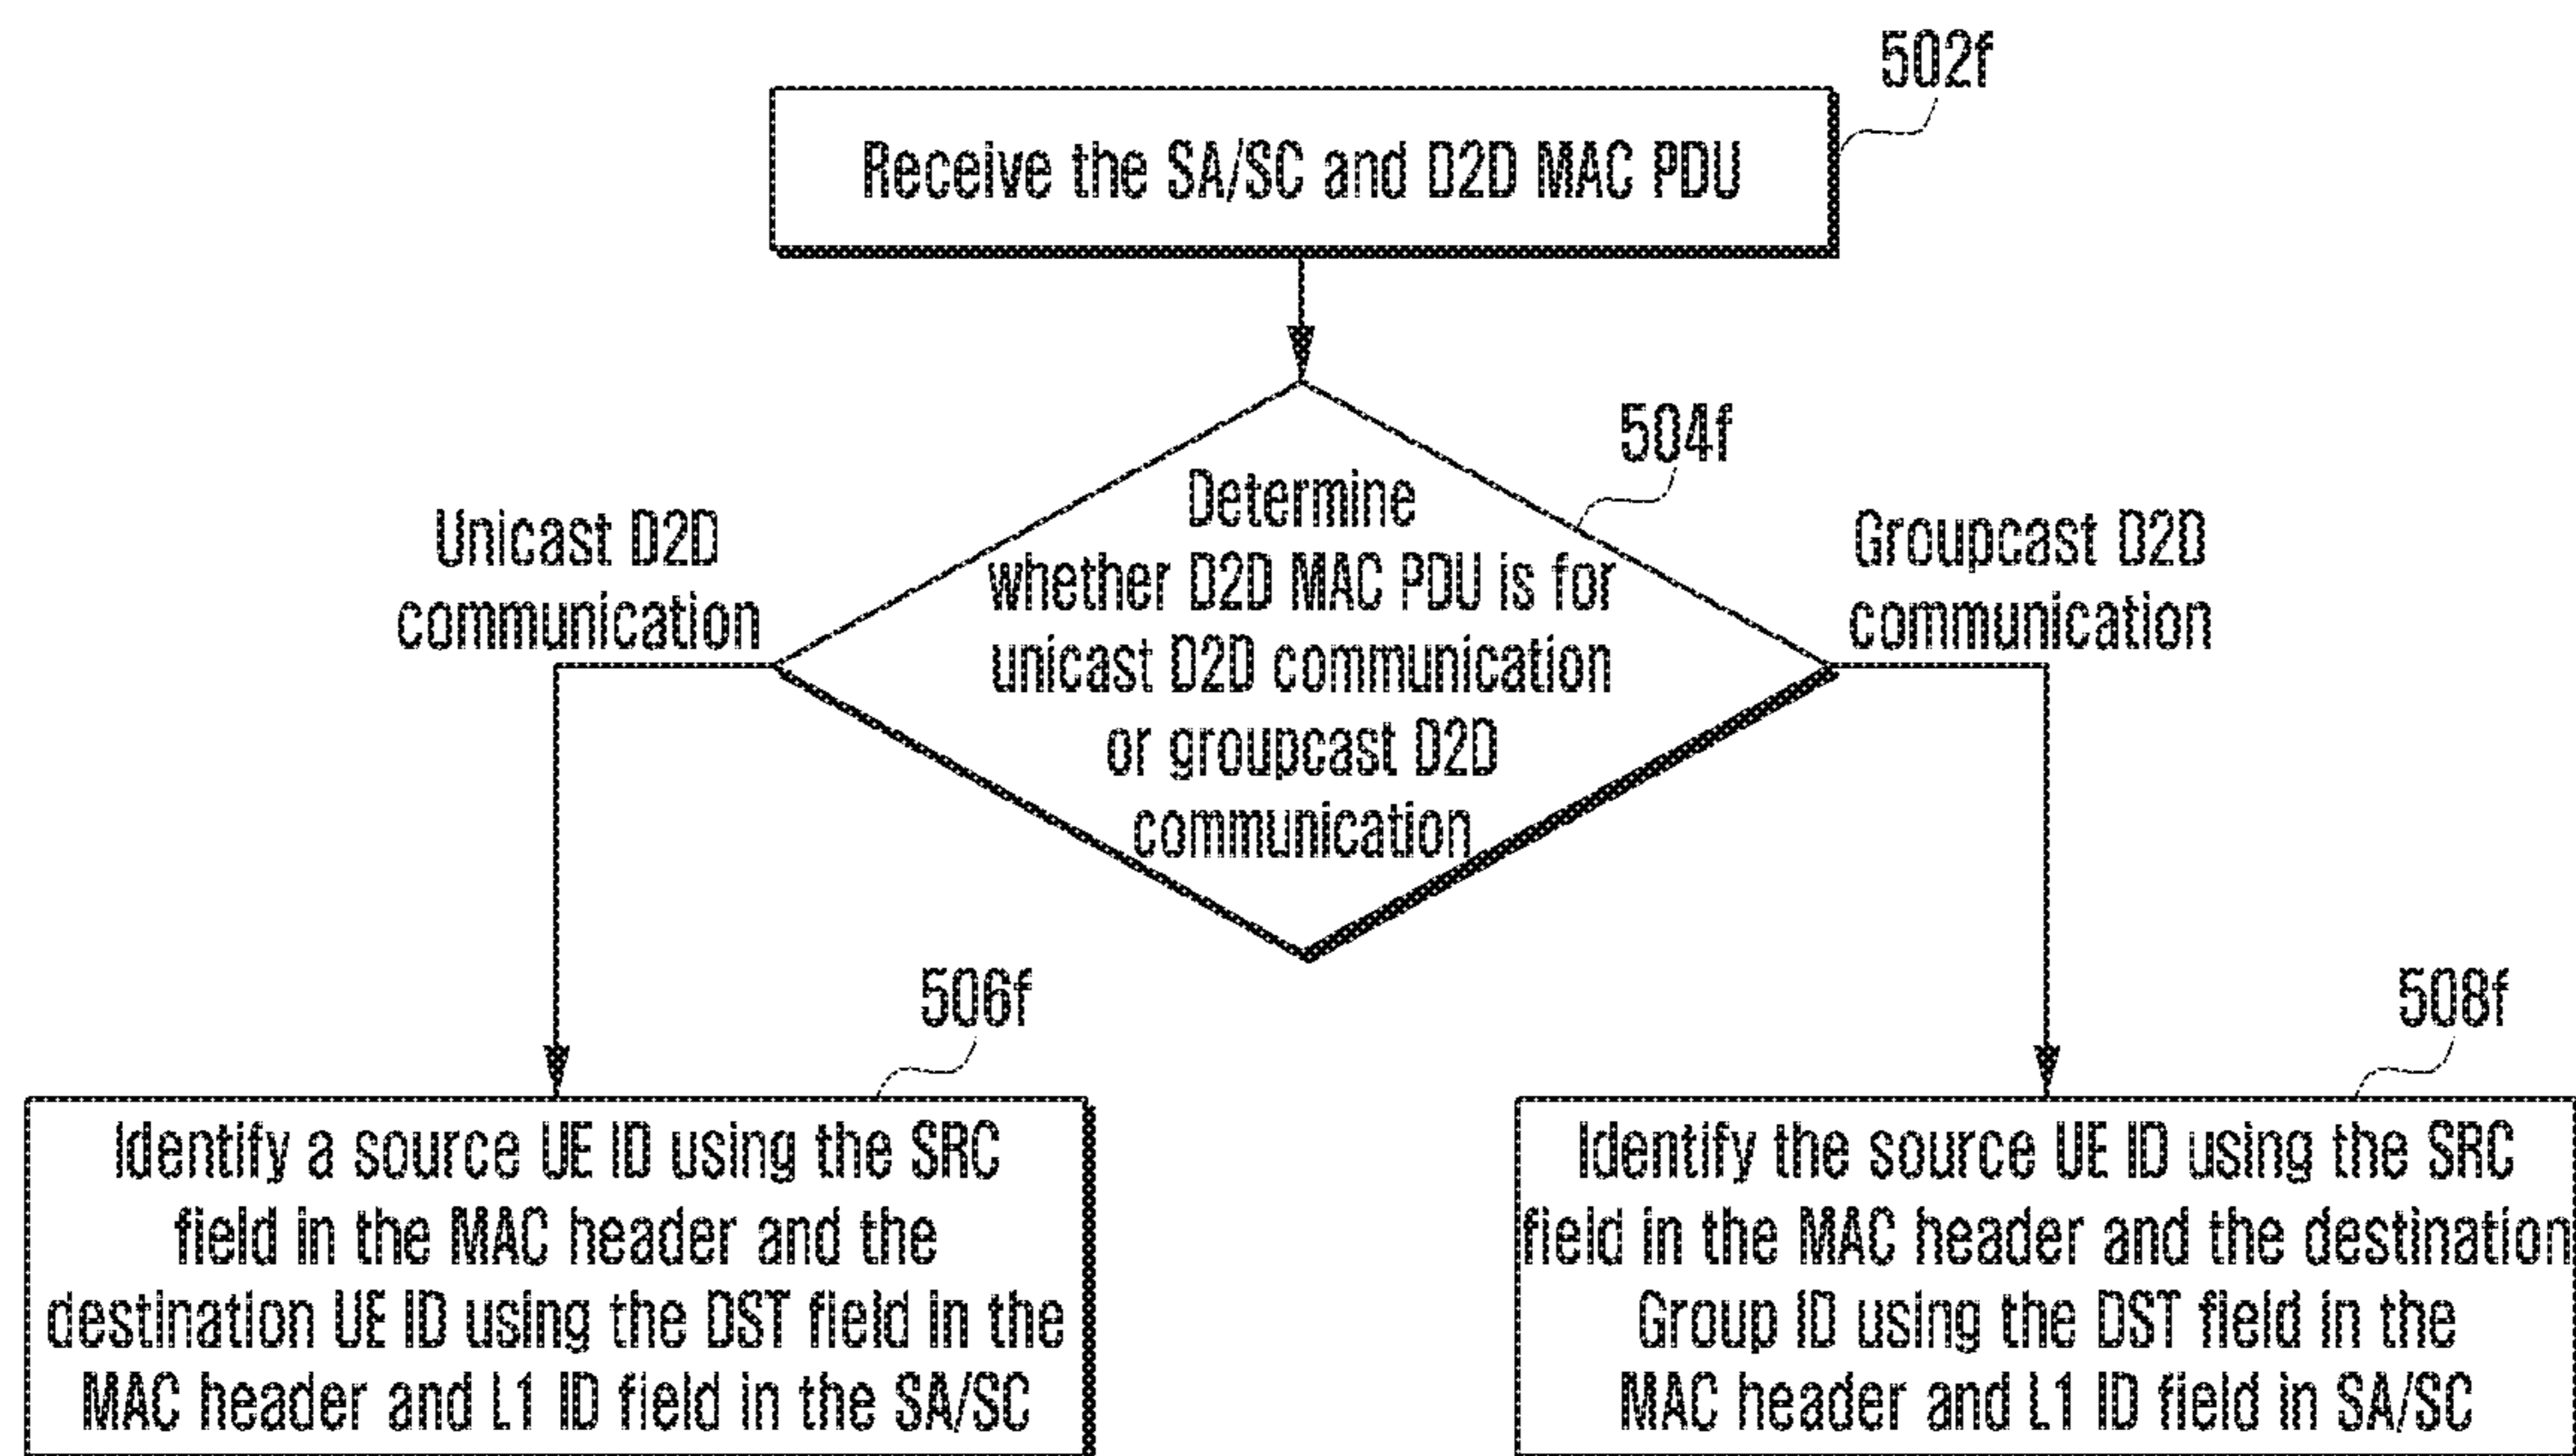 502f
Receive the SA/SC and D2D MAC PDU
504f
Determine
whether D2D MAC PDU is for
unicast D2D communication
or groupcast D2D
communication
Unicast D2D
communication
Groupcast D2D
communication
506f
Identify a source UE ID using the SRC
field in the MAC header and the
destination UE ID using the DST field in the
MAC header and L1 ID field in the SA/SC
508f
Identify the source UE ID using the SRC
field in the MAC header and the destination
Group ID using the DST field in the
MAC header and L1 ID field in SA/SC